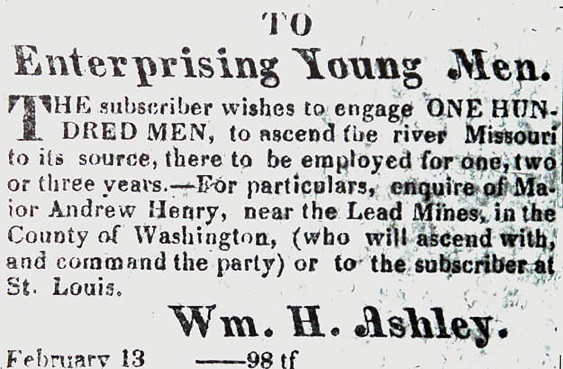 TO
Enterprising Young Men.
THE subscriber wishes to engage ONE HUN-
DRED MEN, to ascend the river Missouri
to its source, there to be employed for one, two
or three years.—For particulars, enquire of Ma-
jor Andrew Henry, near the Lead Mines, in the
County of Washington, (who will ascend with,
and command the party) or to the subscriber at
St. Louis.
Wm. H. Ashley.
February 13 ——98 tf